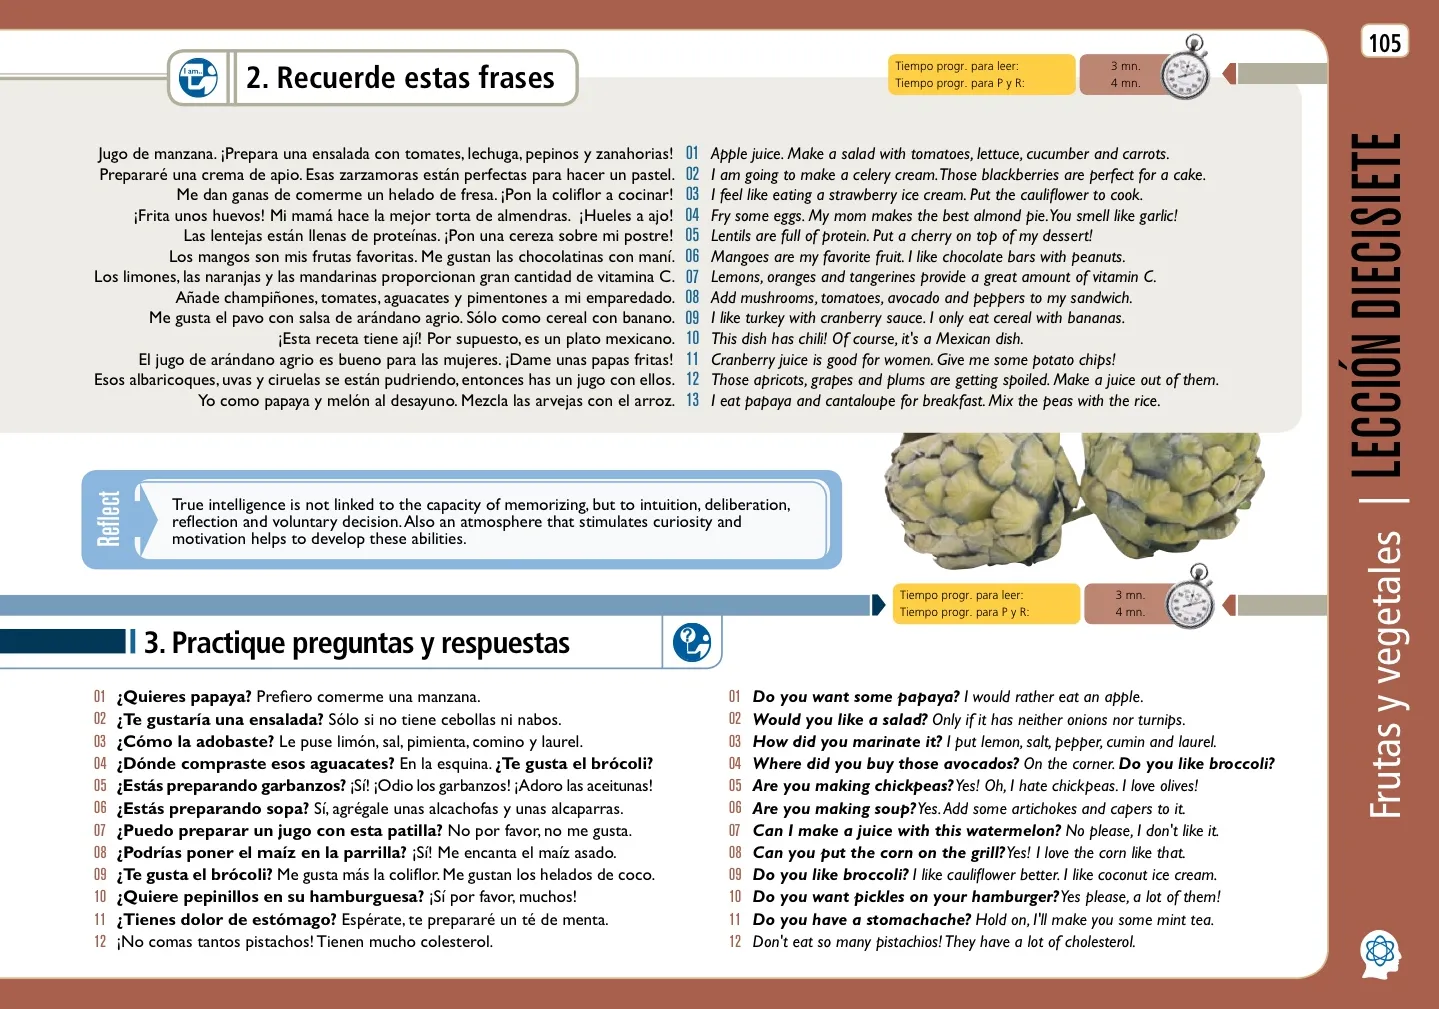 105
I am...
2. Recuerde estas frases
Tiempo progr. para leer: 3 mn.
Tiempo progr. para P y R: 4 mn.
Jugo de manzana. ¡Prepara una ensalada con tomates, lechuga, pepinos y zanahorias! 01 Apple juice. Make a salad with tomatoes, lettuce, cucumber and carrots.
Prepararé una crema de apio. Esas zarzamoras están perfectas para hacer un pastel. 02 I am going to make a celery cream. Those blackberries are perfect for a cake.
Me dan ganas de comerme un helado de fresa. ¡Pon la coliflor a cocinar! 03 I feel like eating a strawberry ice cream. Put the cauliflower to cook.
¡Frita unos huevos! Mi mamá hace la mejor torta de almendras. ¡Hueles a ajo! 04 Fry some eggs. My mom makes the best almond pie. You smell like garlic!
Las lentejas están llenas de proteínas. ¡Pon una cereza sobre mi postre! 05 Lentils are full of protein. Put a cherry on top of my dessert!
Los mangos son mis frutas favoritas. Me gustan las chocolatinas con maní. 06 Mangoes are my favorite fruit. I like chocolate bars with peanuts.
Los limones, las naranjas y las mandarinas proporcionan gran cantidad de vitamina C. 07 Lemons, oranges and tangerines provide a great amount of vitamin C.
Añade champiñones, tomates, aguacates y pimentones a mi emparedado. 08 Add mushrooms, tomatoes, avocado and peppers to my sandwich.
Me gusta el pavo con salsa de arándano agrio. Sólo como cereal con banano. 09 I like turkey with cranberry sauce. I only eat cereal with bananas.
¡Esta receta tiene ají! Por supuesto, es un plato mexicano. 10 This dish has chili! Of course, it's a Mexican dish.
El jugo de arándano agrio es bueno para las mujeres. ¡Dame unas papas fritas! 11 Cranberry juice is good for women. Give me some potato chips!
Esos albaricoques, uvas y ciruelas se están pudriendo, entonces has un jugo con ellos. 12 Those apricots, grapes and plums are getting spoiled. Make a juice out of them.
Yo como papaya y melón al desayuno. Mezcla las arvejas con el arroz. 13 I eat papaya and cantaloupe for breakfast. Mix the peas with the rice.
Reflect
True intelligence is not linked to the capacity of memorizing, but to intuition, deliberation,
reflection and voluntary decision. Also an atmosphere that stimulates curiosity and
motivation helps to develop these abilities.
Tiempo progr. para leer: 3 mn.
Tiempo progr. para P y R: 4 mn.
3. Practique preguntas y respuestas
?
01 ¿Quieres papaya? Prefiero comerme una manzana.
02 ¿Te gustaría una ensalada? Sólo si no tiene cebollas ni nabos.
03 ¿Cómo la adobaste? Le puse limón, sal, pimienta, comino y laurel.
04 ¿Dónde compraste esos aguacates? En la esquina. ¿Te gusta el brócoli?
05 ¿Estás preparando garbanzos? ¡Sí! ¡Odio los garbanzos! ¡Adoro las aceitunas!
06 ¿Estás preparando sopa? Sí, agrégale unas alcachofas y unas alcaparras.
07 ¿Puedo preparar un jugo con esta patilla? No por favor, no me gusta.
08 ¿Podrías poner el maíz en la parrilla? ¡Sí! Me encanta el maíz asado.
09 ¿Te gusta el brócoli? Me gusta más la coliflor. Me gustan los helados de coco.
10 ¿Quiere pepinillos en su hamburguesa? ¡Sí por favor, muchos!
11 ¿Tienes dolor de estómago? Espérate, te prepararé un té de menta.
12 ¡No comas tantos pistachos! Tienen mucho colesterol.
01 Do you want some papaya? I would rather eat an apple.
02 Would you like a salad? Only if it has neither onions nor turnips.
03 How did you marinate it? I put lemon, salt, pepper, cumin and laurel.
04 Where did you buy those avocados? On the corner. Do you like broccoli?
05 Are you making chickpeas? Yes! Oh, I hate chickpeas. I love olives!
06 Are you making soup? Yes. Add some artichokes and capers to it.
07 Can I make a juice with this watermelon? No please, I don't like it.
08 Can you put the corn on the grill? Yes! I love the corn like that.
09 Do you like broccoli? I like cauliflower better. I like coconut ice cream.
10 Do you want pickles on your hamburger? Yes please, a lot of them!
11 Do you have a stomachache? Hold on, I'll make you some mint tea.
12 Don't eat so many pistachios! They have a lot of cholesterol.
Frutas y vegetales | LECCIÓN DIECISIETE